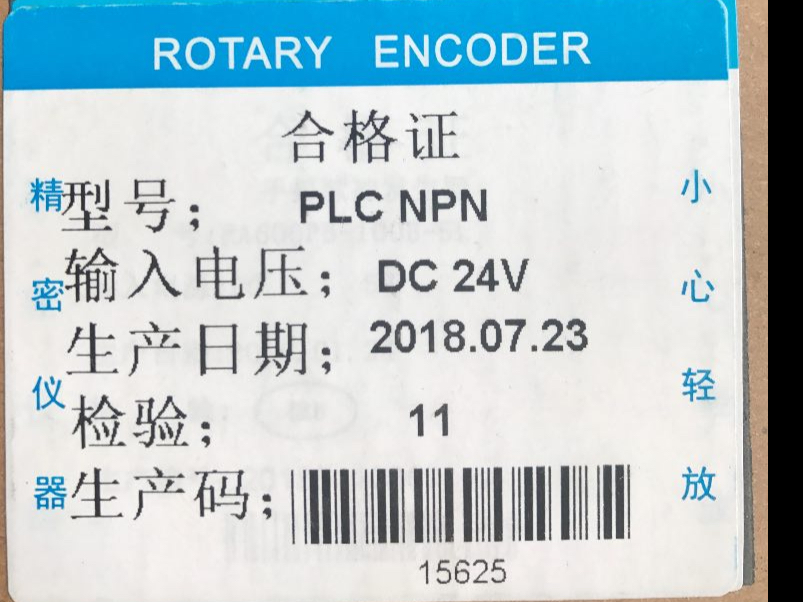 ROTARY ENCODER
合格证
型号; PLC NPN
输入电压; DC 24V
生产日期; 2018.07.23
检验; 11
生产码;
15625
精密仪器
小心轻放